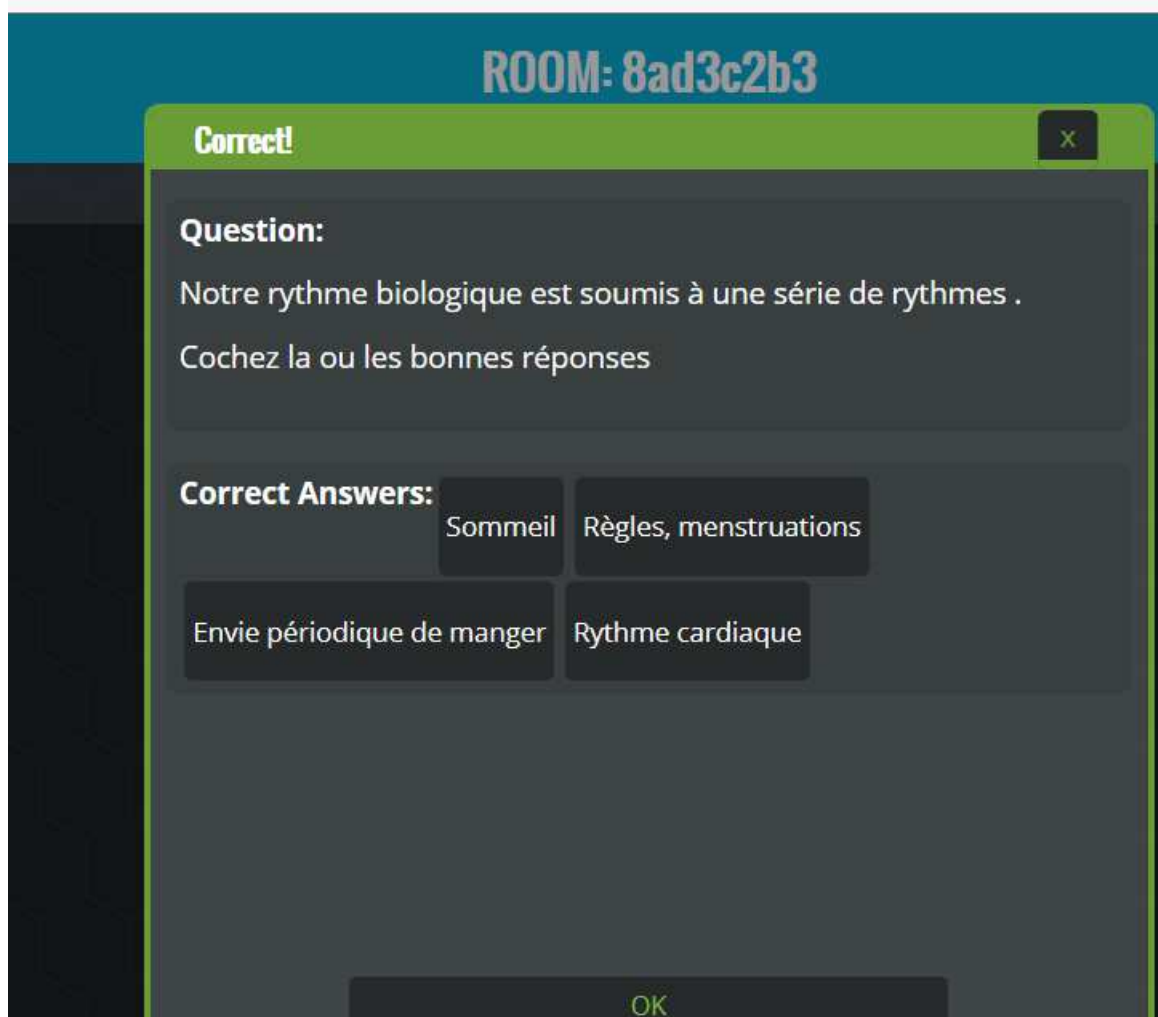 ROOM: 8ad3c2b3
Correct!
x
Question:
Notre rythme biologique est soumis à une série de rythmes .
Cochez la ou les bonnes réponses
Correct Answers:
Sommeil Règles, menstruations
Envie périodique de manger Rythme cardiaque
OK